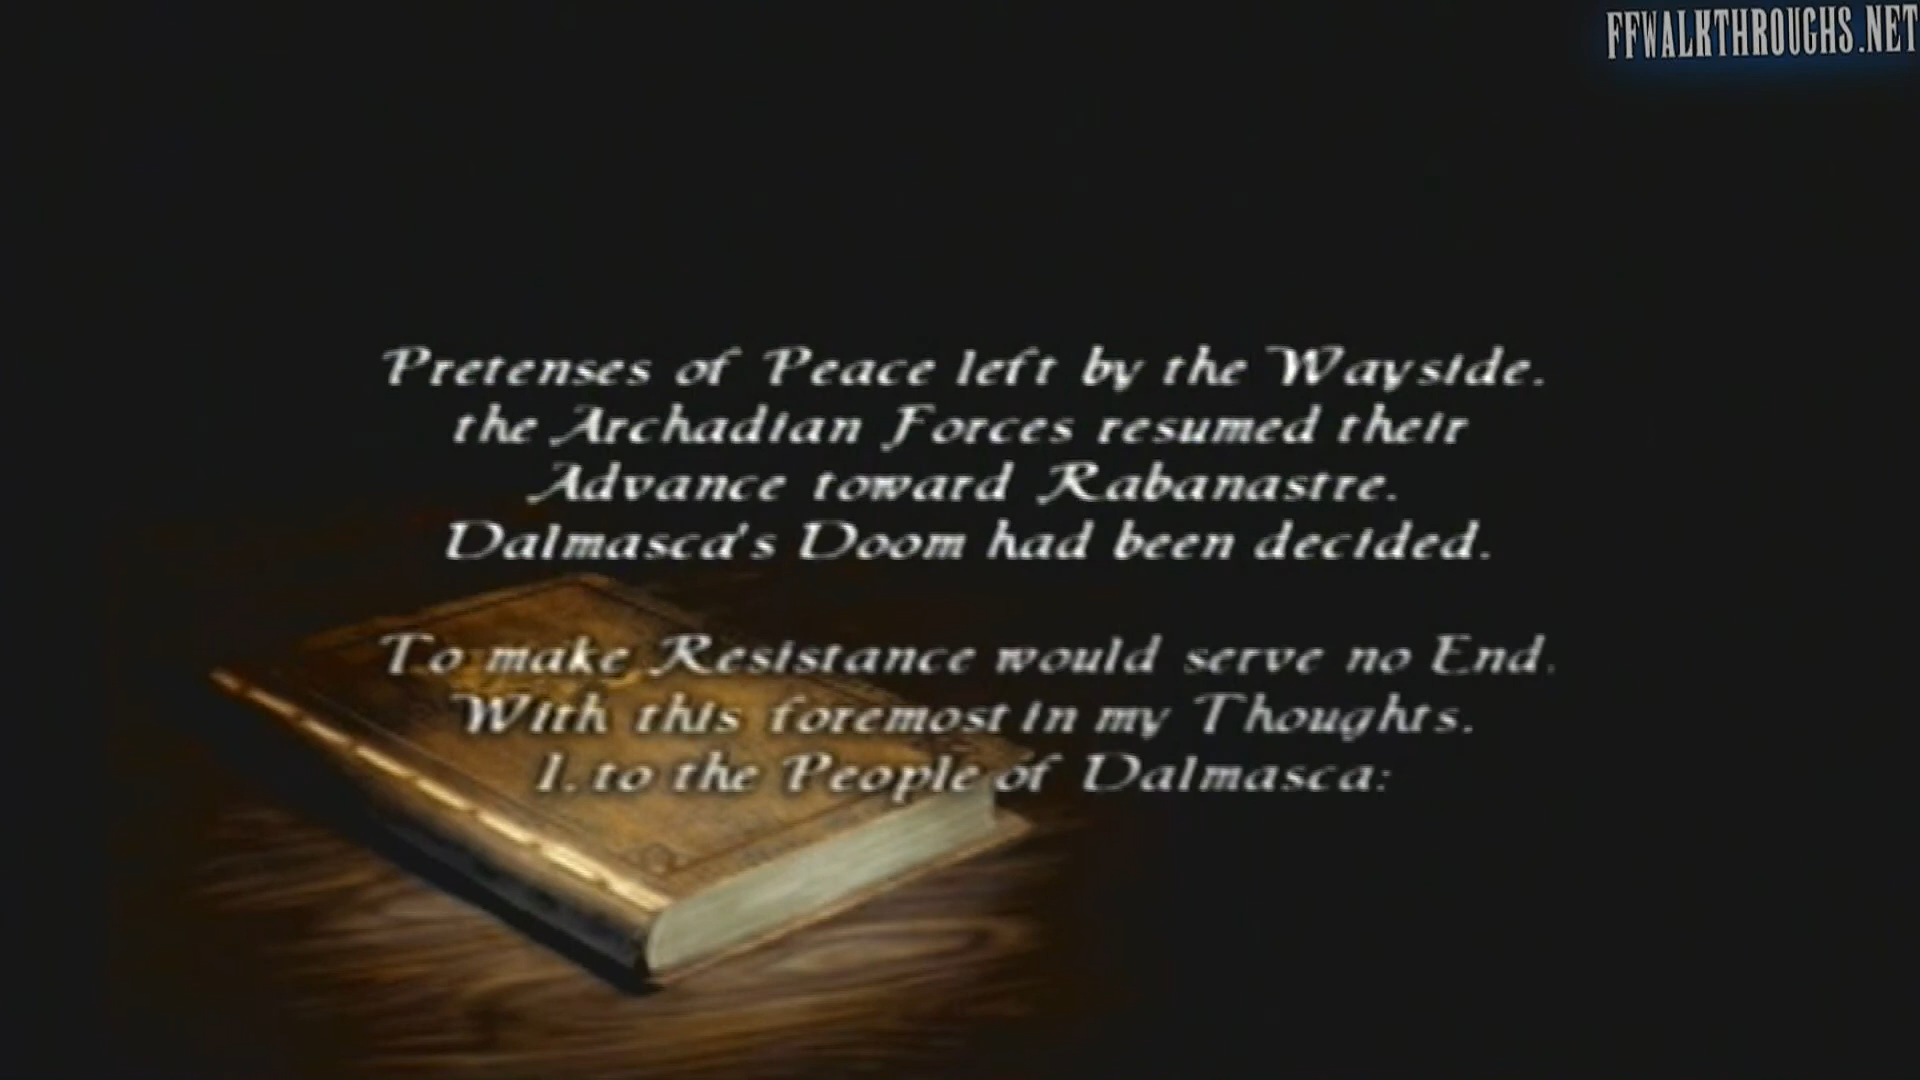 FFWALKTHROUGHS.NET
Pretenses of Peace left by the Wayside.
the Archadian Forces resumed their
Advance toward Rabanastre.
Dalmasca's Doom had been decided.
To make Resistance would serve no End.
With this foremost in my Thoughts.
I, to the People of Dalmasca: